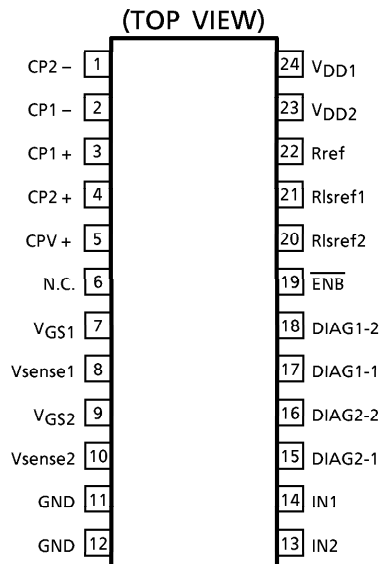 (TOP VIEW)
CP2 – 1 24 VDD1
CP1 – 2 23 VDD2
CP1 + 3 22 Rref
CP2 + 4 21 RIsref1
CPV + 5 20 RIsref2
N.C. 6 19 ENB
VGS1 7 18 DIAG1-2
Vsense1 8 17 DIAG1-1
VGS2 9 16 DIAG2-2
Vsense2 10 15 DIAG2-1
GND 11 14 IN1
GND 12 13 IN2